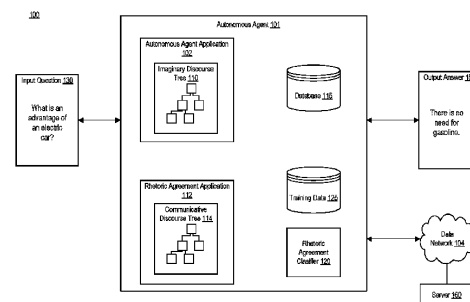 100
Autonomous Agent 101
Autonomous Agent Application
102
Imaginary Discourse
Tree 110
Database 116
Input Question 130
What is an
advantage of
an electric
car?
Output Answer
There is no
need for
gasoline.
Rhetoric Agreement Application
112
Communicative
Discourse Tree 114
Training Data 125
Rhetoric
Agreement
Classifier
120
Data
Network 104
Server 160